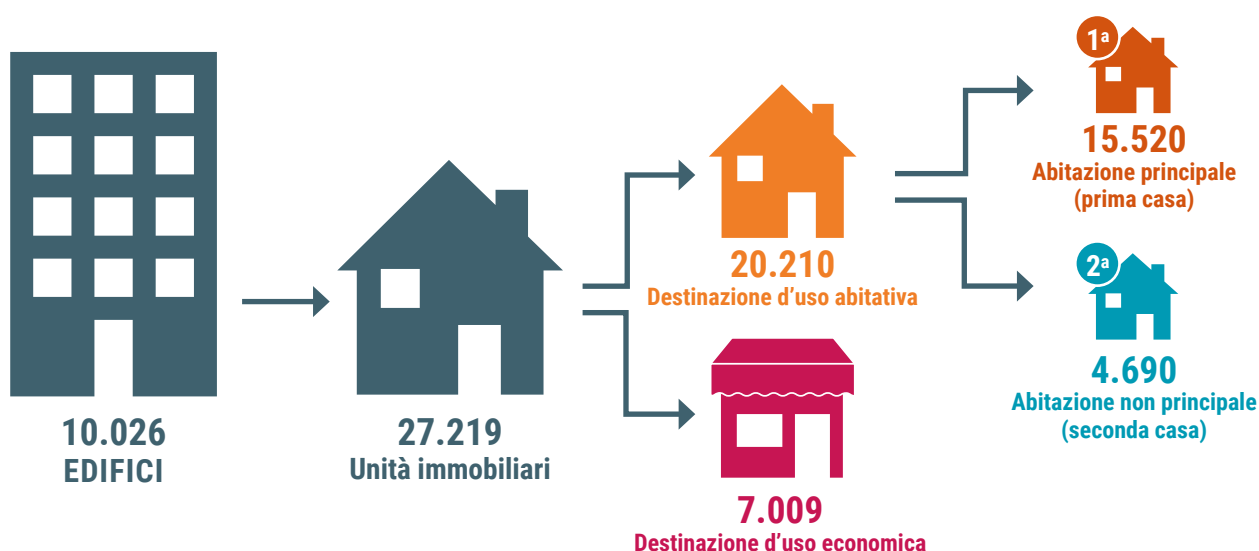 10.026
EDIFICI
27.219
Unità immobiliari
20.210
Destinazione d'uso abitativa
7.009
Destinazione d'uso economica
1ª
15.520
Abitazione principale
(prima casa)
2ª
4.690
Abitazione non principale
(seconda casa)